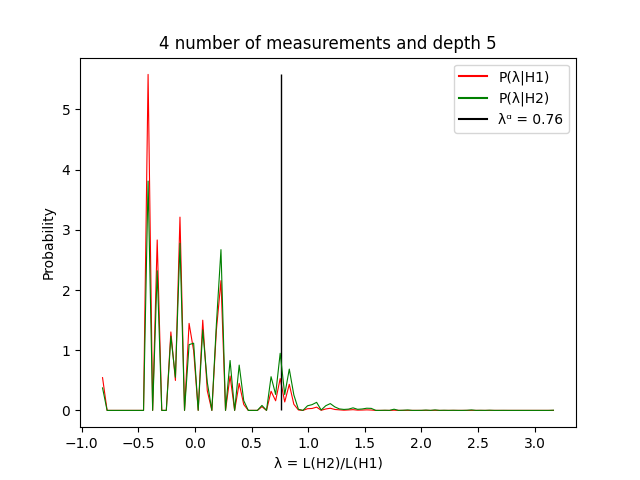 4 number of measurements and depth 5
P(λ|H1)
P(λ|H2)
λᵅ = 0.76
Probability
5
4
3
2
1
0
−1.0 −0.5 0.0 0.5 1.0 1.5 2.0 2.5 3.0
λ = L(H2)/L(H1)